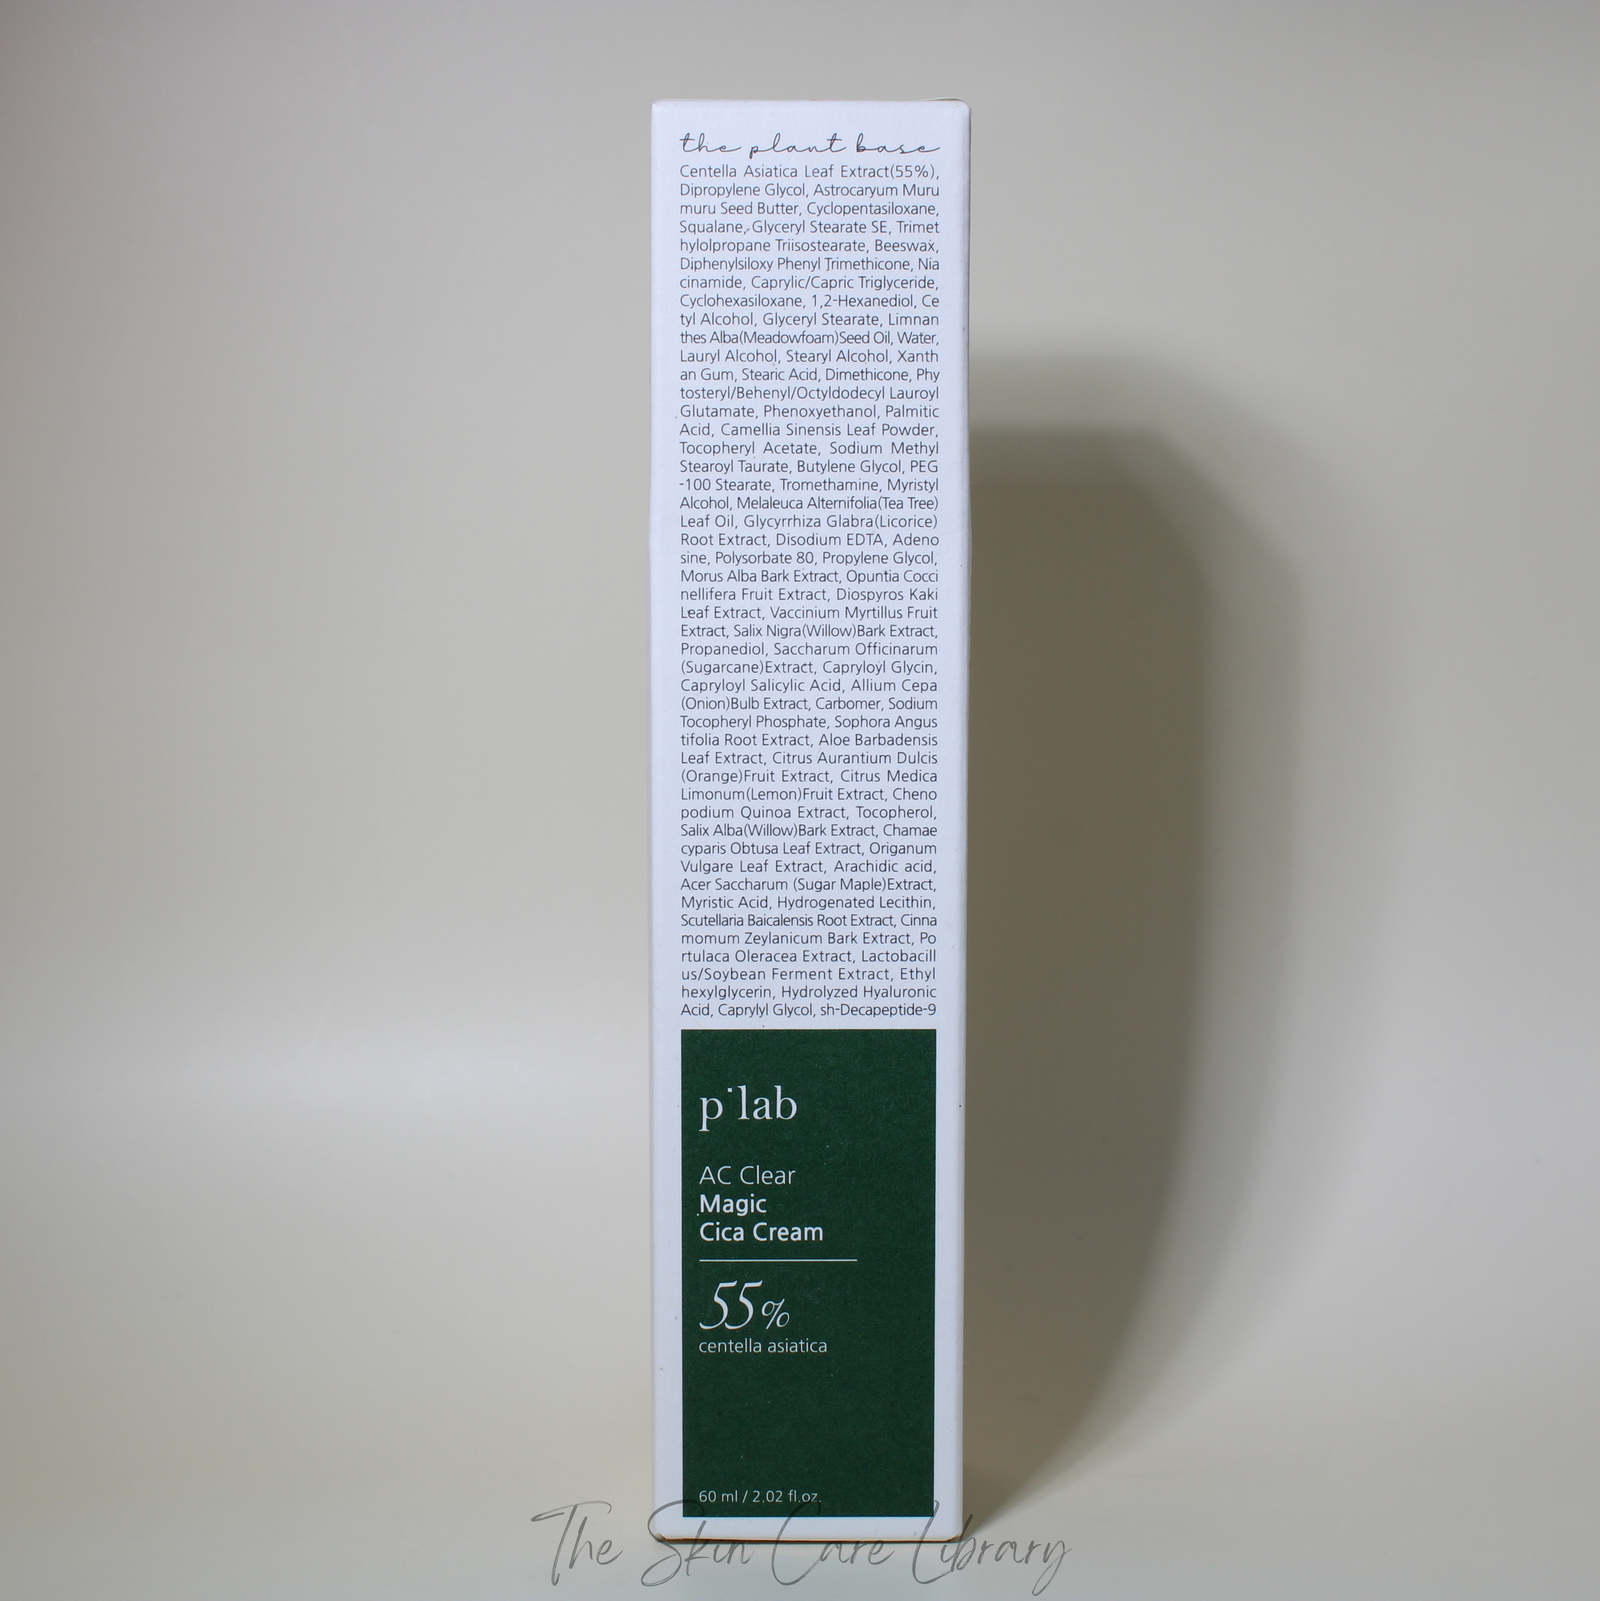 the plant base
Centella Asiatica Leaf Extract(55%),
Dipropylene Glycol, Astrocaryum Muru
muru Seed Butter, Cyclopentasiloxane,
Squalane, Glyceryl Stearate SE, Trimet
hylolpropane Triisostearate, Beeswax,
Diphenylsiloxy Phenyl Trimethicone, Nia
cinamide, Caprylic/Capric Triglyceride,
Cyclohexasiloxane, 1,2-Hexanediol, Ce
tyl Alcohol, Glyceryl Stearate, Limnan
thes Alba(Meadowfoam)Seed Oil, Water,
Lauryl Alcohol, Stearyl Alcohol, Xanth
an Gum, Stearic Acid, Dimethicone, Phy
tosteryl/Behenyl/Octyldodecyl Lauroyl
Glutamate, Phenoxyethanol, Palmitic
Acid, Camellia Sinensis Leaf Powder,
Tocopheryl Acetate, Sodium Methyl
Stearoyl Taurate, Butylene Glycol, PEG
-100 Stearate, Tromethamine, Myristyl
Alcohol, Melaleuca Alternifolia(Tea Tree)
Leaf Oil, Glycyrrhiza Glabra(Licorice)
Root Extract, Disodium EDTA, Adeno
sine, Polysorbate 80, Propylene Glycol,
Morus Alba Bark Extract, Opuntia Cocci
nellifera Fruit Extract, Diospyros Kaki
Leaf Extract, Vaccinium Myrtillus Fruit
Extract, Salix Nigra(Willow)Bark Extract,
Propanediol, Saccharum Officinarum
(Sugarcane)Extract, Capryloyl Glycin,
Capryloyl Salicylic Acid, Allium Cepa
(Onion)Bulb Extract, Carbomer, Sodium
Tocopheryl Phosphate, Sophora Angus
tifolia Root Extract, Aloe Barbadensis
Leaf Extract, Citrus Aurantium Dulcis
(Orange)Fruit Extract, Citrus Medica
Limonum(Lemon)Fruit Extract, Cheno
podium Quinoa Extract, Tocopherol,
Salix Alba(Willow)Bark Extract, Chamae
cyparis Obtusa Leaf Extract, Origanum
Vulgare Leaf Extract, Arachidic acid,
Acer Saccharum (Sugar Maple)Extract,
Myristic Acid, Hydrogenated Lecithin,
Scutellaria Baicalensis Root Extract, Cinna
momum Zeylanicum Bark Extract, Po
rtulaca Oleracea Extract, Lactobacill
us/Soybean Ferment Extract, Ethyl
hexylglycerin, Hydrolyzed Hyaluronic
Acid, Caprylyl Glycol, sh-Decapeptide-9
p˙lab
AC Clear
Magic
Cica Cream
55%
centella asiatica
60 ml / 2.02 fl.oz.
The Skin Care Library